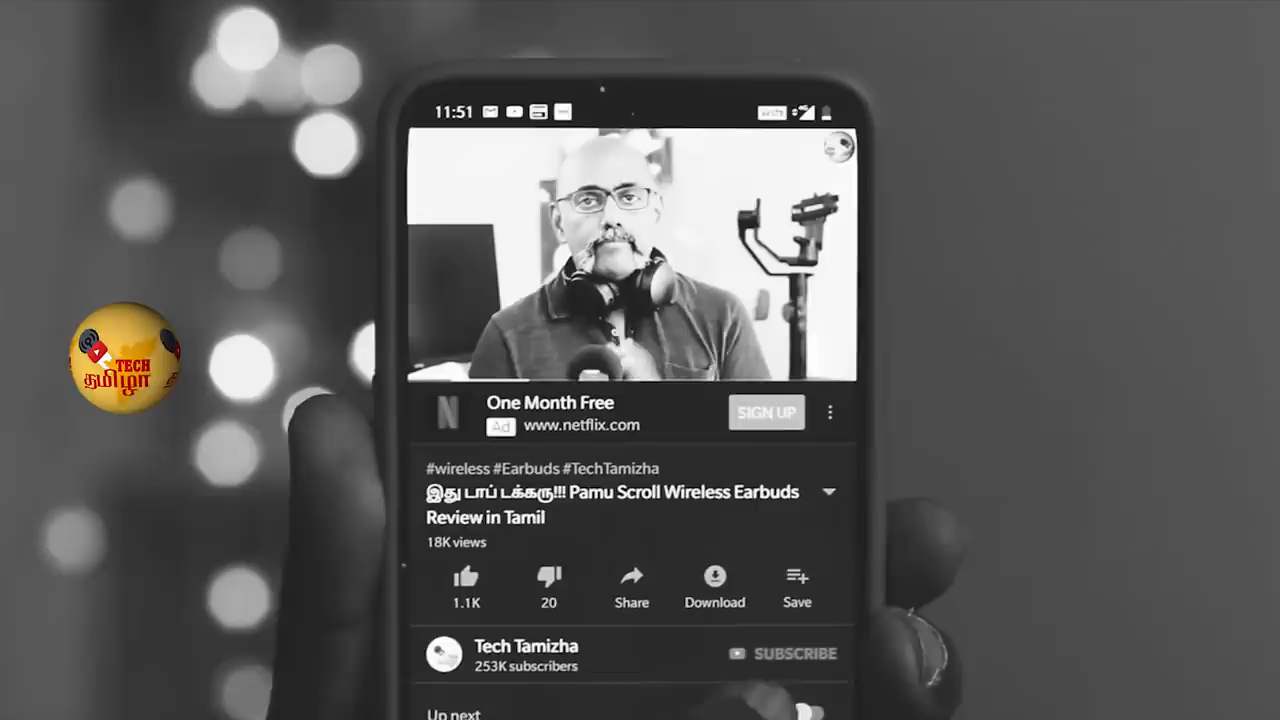 11:51
One Month Free
SIGN UP
Ad www.netflix.com
#wireless #Earbuds #TechTamizha
இது டாப் டக்கரு!!! Pamu Scroll Wireless Earbuds
Review in Tamil
18K views
1.1K
20
Share
Download
Save
Tech Tamizha
253K subscribers
SUBSCRIBE
Up next
TECH
தமிழா